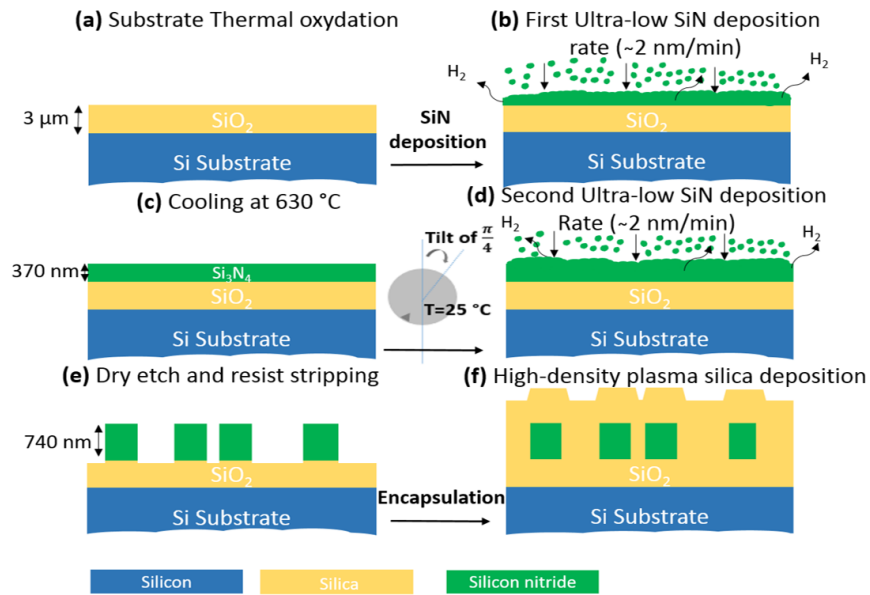 (a) Substrate Thermal oxydation
3 µm
SiO₂
Si Substrate
SiN
deposition
(b) First Ultra-low SiN deposition
rate (~2 nm/min)
H₂
H₂
SiO₂
Si Substrate
(c) Cooling at 630 °C
370 nm
Si₃N₄
SiO₂
Si Substrate
Tilt of π/4
T=25 °C
(d) Second Ultra-low SiN deposition
Rate (~2 nm/min)
H₂
H₂
SiO₂
Si Substrate
(e) Dry etch and resist stripping
740 nm
SiO₂
Si Substrate
Encapsulation
(f) High-density plasma silica deposition
SiO₂
Si Substrate
Silicon
Silica
Silicon nitride